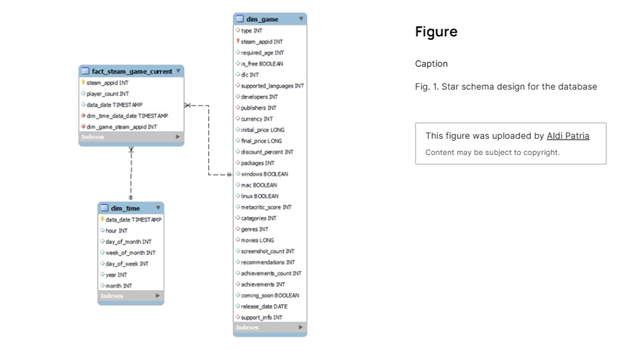 dim_game
type INT
steam_appid INT
required_age INT
is_free BOOLEAN
dlc INT
supported_languages INT
developers INT
publishers INT
currency INT
initial_price LONG
final_price LONG
discount_percent INT
packages INT
windows BOOLEAN
mac BOOLEAN
linux BOOLEAN
metacritic_score INT
categories INT
genres INT
movies LONG
screenshot_count INT
recommendations INT
achievements_count INT
achievements INT
coming_soon BOOLEAN
release_date DATE
support_info INT
Indexes
fact_steam_game_current
steam_appid INT
player_count INT
data_date TIMESTAMP
dim_time_data_date TIMESTAMP
dim_game_steam_appid INT
Indexes
dim_time
data_date TIMESTAMP
hour INT
day_of_month INT
week_of_month INT
day_of_week INT
year INT
month INT
Indexes
Figure
Caption
Fig. 1. Star schema design for the database
This figure was uploaded by Aldi Patria
Content may be subject to copyright.